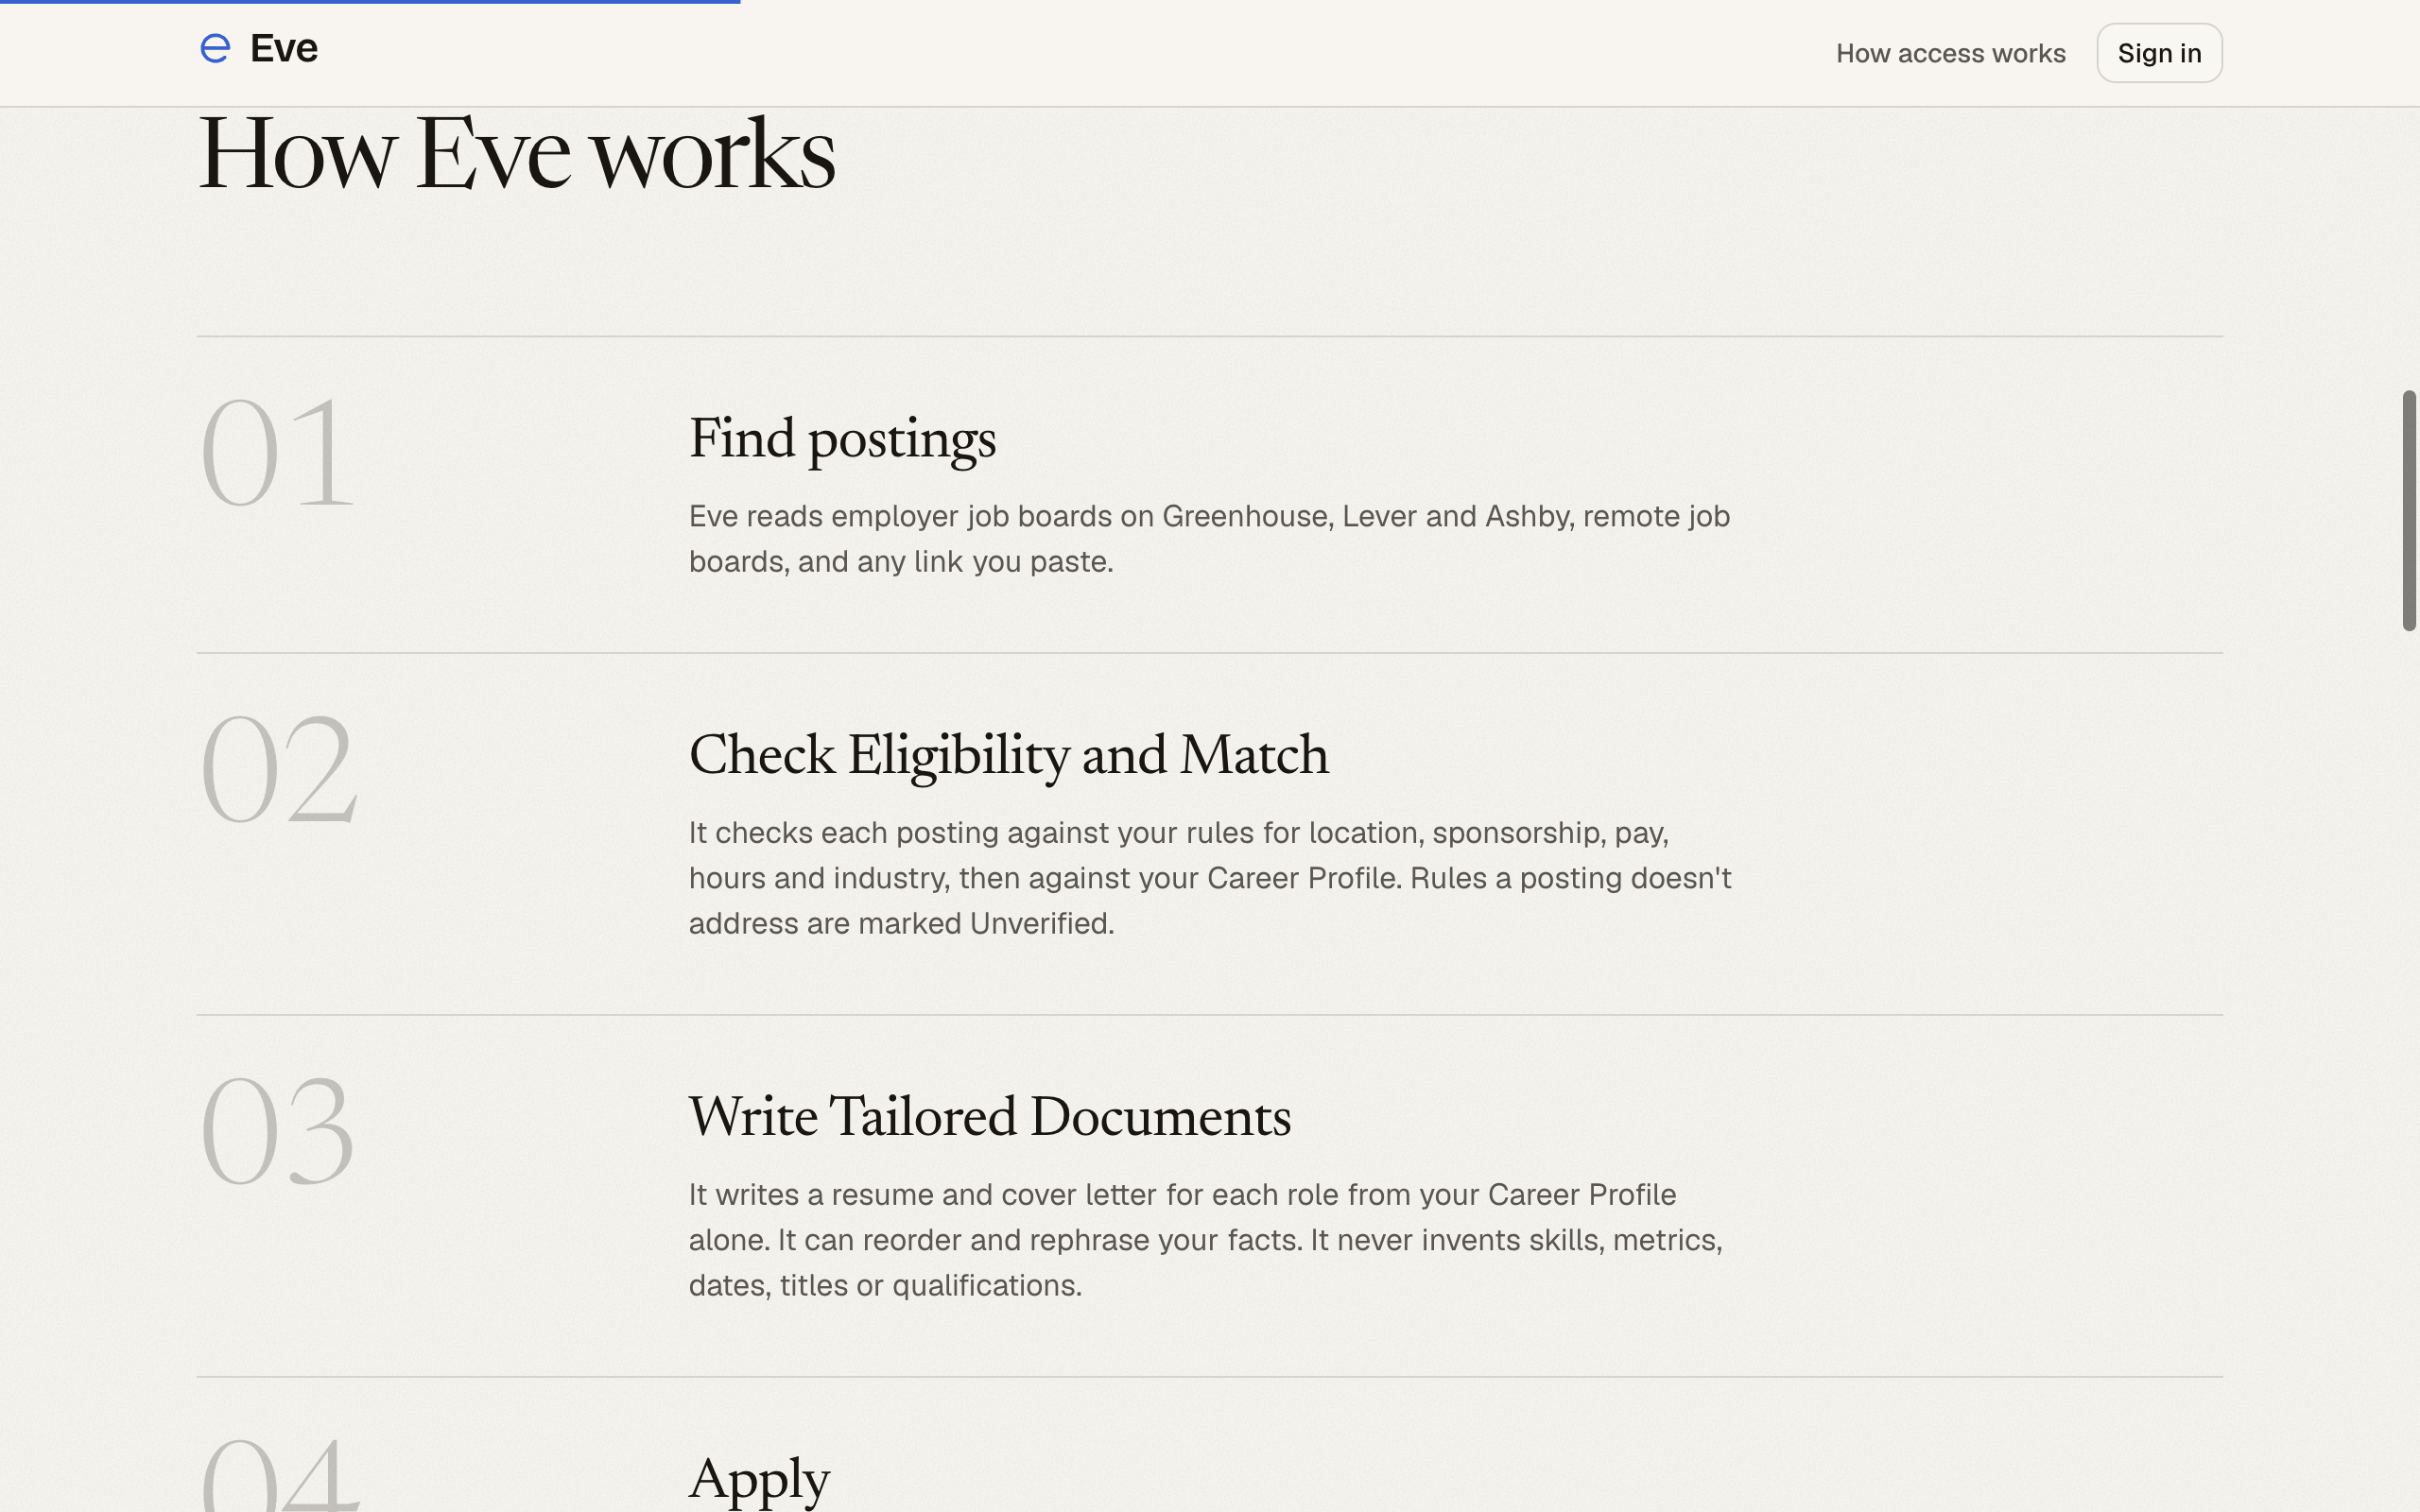 Eve
How access works
Sign in
How Eve works
01
Find postings
Eve reads employer job boards on Greenhouse, Lever and Ashby, remote job
boards, and any link you paste.
02
Check Eligibility and Match
It checks each posting against your rules for location, sponsorship, pay,
hours and industry, then against your Career Profile. Rules a posting doesn't
address are marked Unverified.
03
Write Tailored Documents
It writes a resume and cover letter for each role from your Career Profile
alone. It can reorder and rephrase your facts. It never invents skills, metrics,
dates, titles or qualifications.
04
Apply